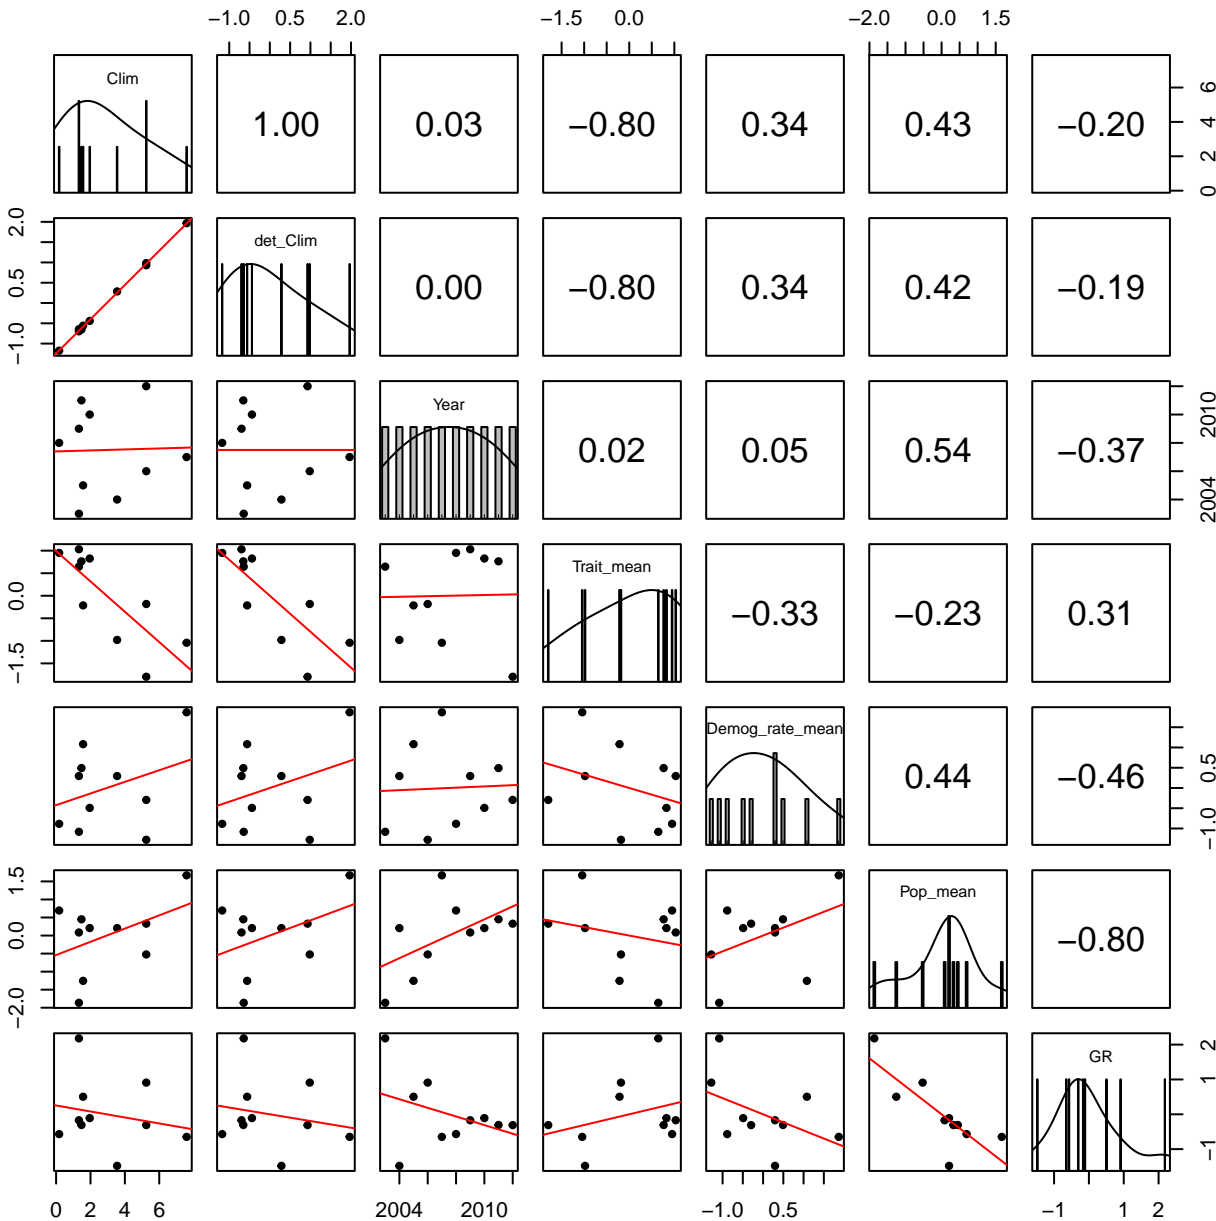 −1.0 0.5 2.0 −1.5 0.0 −2.0 0.0 1.5
Clim
1.00 0.03 −0.80 0.34 0.43 −0.20
0 2 4 6
−1.0 0.5 2.0
det_Clim
0.00 −0.80 0.34 0.42 −0.19
Year
0.02 0.05 0.54 −0.37
2004 2010
−1.5 0.0
Trait_mean
−0.33 −0.23 0.31
Demog_rate_mean
0.44 −0.46
−1.0 0.5
−2.0 0.0 1.5
Pop_mean
−0.80
GR
−1 1 2
0 2 4 6 2004 2010 −1.0 0.5 −1 1 2